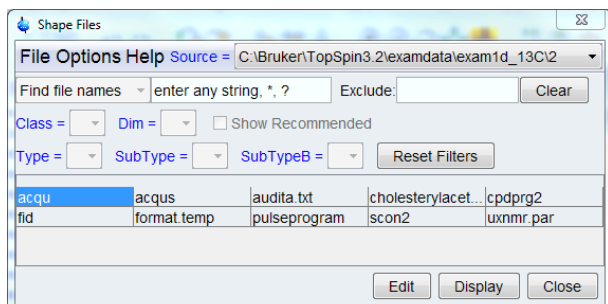 Shape Files
File Options Help Source = C:\Bruker\TopSpin3.2\examdata\exam1d_13C\2
Find file names enter any string, *, ? Exclude: Clear
Class = Dim = Show Recommended
Type = SubType = SubTypeB = Reset Filters
acqu acqus audita.txt cholesterylacet... cpdprg2
fid format.temp pulseprogram scon2 uxnmr.par
Edit Display Close